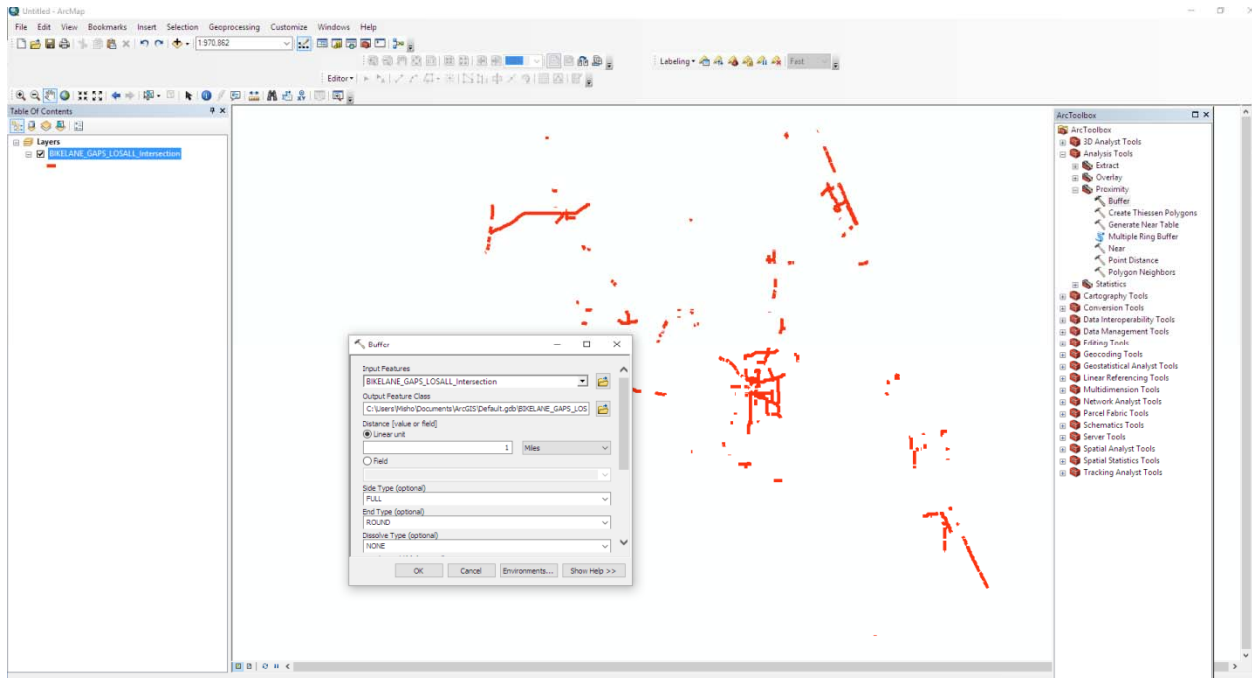 Untitled - ArcMap
File Edit View Bookmarks Insert Selection Geoprocessing Customize Windows Help
1:970,862
Labeling Fast
Editor
Table Of Contents
Layers
BIKELANE_GAPS_LOSALL_Intersection
Buffer
Input Features
BIKELANE_GAPS_LOSALL_Intersection
Output Feature Class
C:\Users\Misho\Documents\ArcGIS\Default.gdb\BIKELANE_GAPS_LOS
Distance [value or field]
Linear unit
1 Miles
Field
Side Type (optional)
FULL
End Type (optional)
ROUND
Dissolve Type (optional)
NONE
OK Cancel Environments... Show Help >>
ArcToolbox
ArcToolbox
3D Analyst Tools
Analysis Tools
Extract
Overlay
Proximity
Buffer
Create Thiessen Polygons
Generate Near Table
Multiple Ring Buffer
Near
Point Distance
Polygon Neighbors
Statistics
Cartography Tools
Conversion Tools
Data Interoperability Tools
Data Management Tools
Editing Tools
Geocoding Tools
Geostatistical Analyst Tools
Linear Referencing Tools
Multidimension Tools
Network Analyst Tools
Parcel Fabric Tools
Schematics Tools
Server Tools
Spatial Analyst Tools
Spatial Statistics Tools
Tracking Analyst Tools